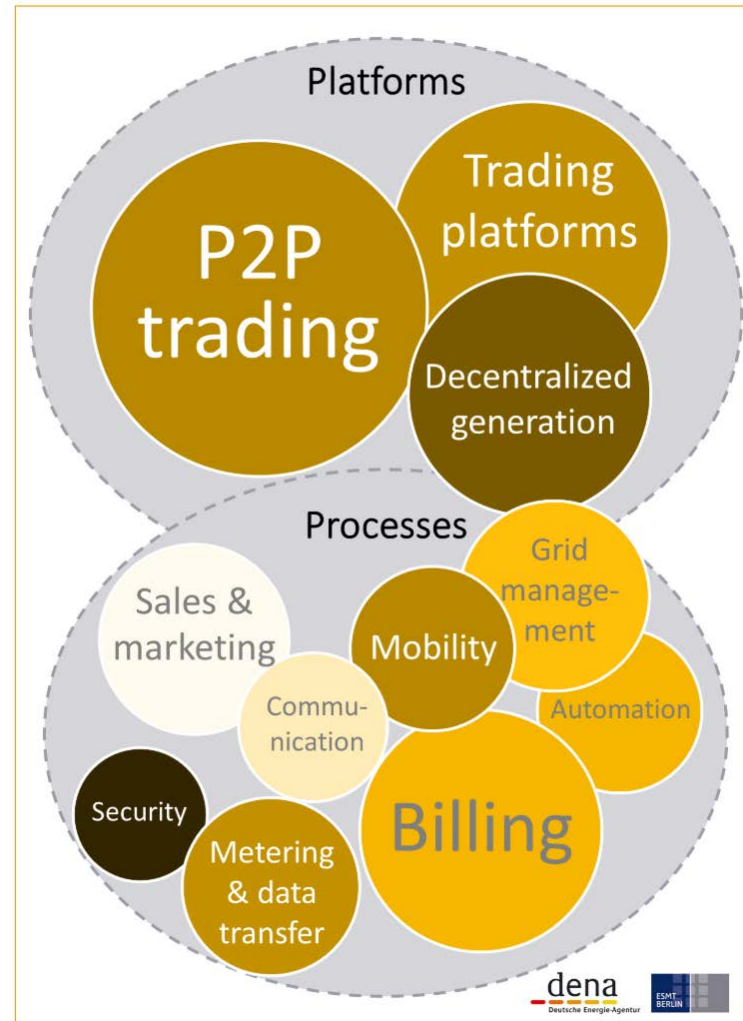 Platforms
P2P
trading
Trading
platforms
Decentralized
generation
Processes
Grid
manage-
ment
Sales &
marketing
Mobility
Commu-
nication
Automation
Security
Billing
Metering
& data
transfer
dena
Deutsche Energie-Agentur
ESMT
BERLIN